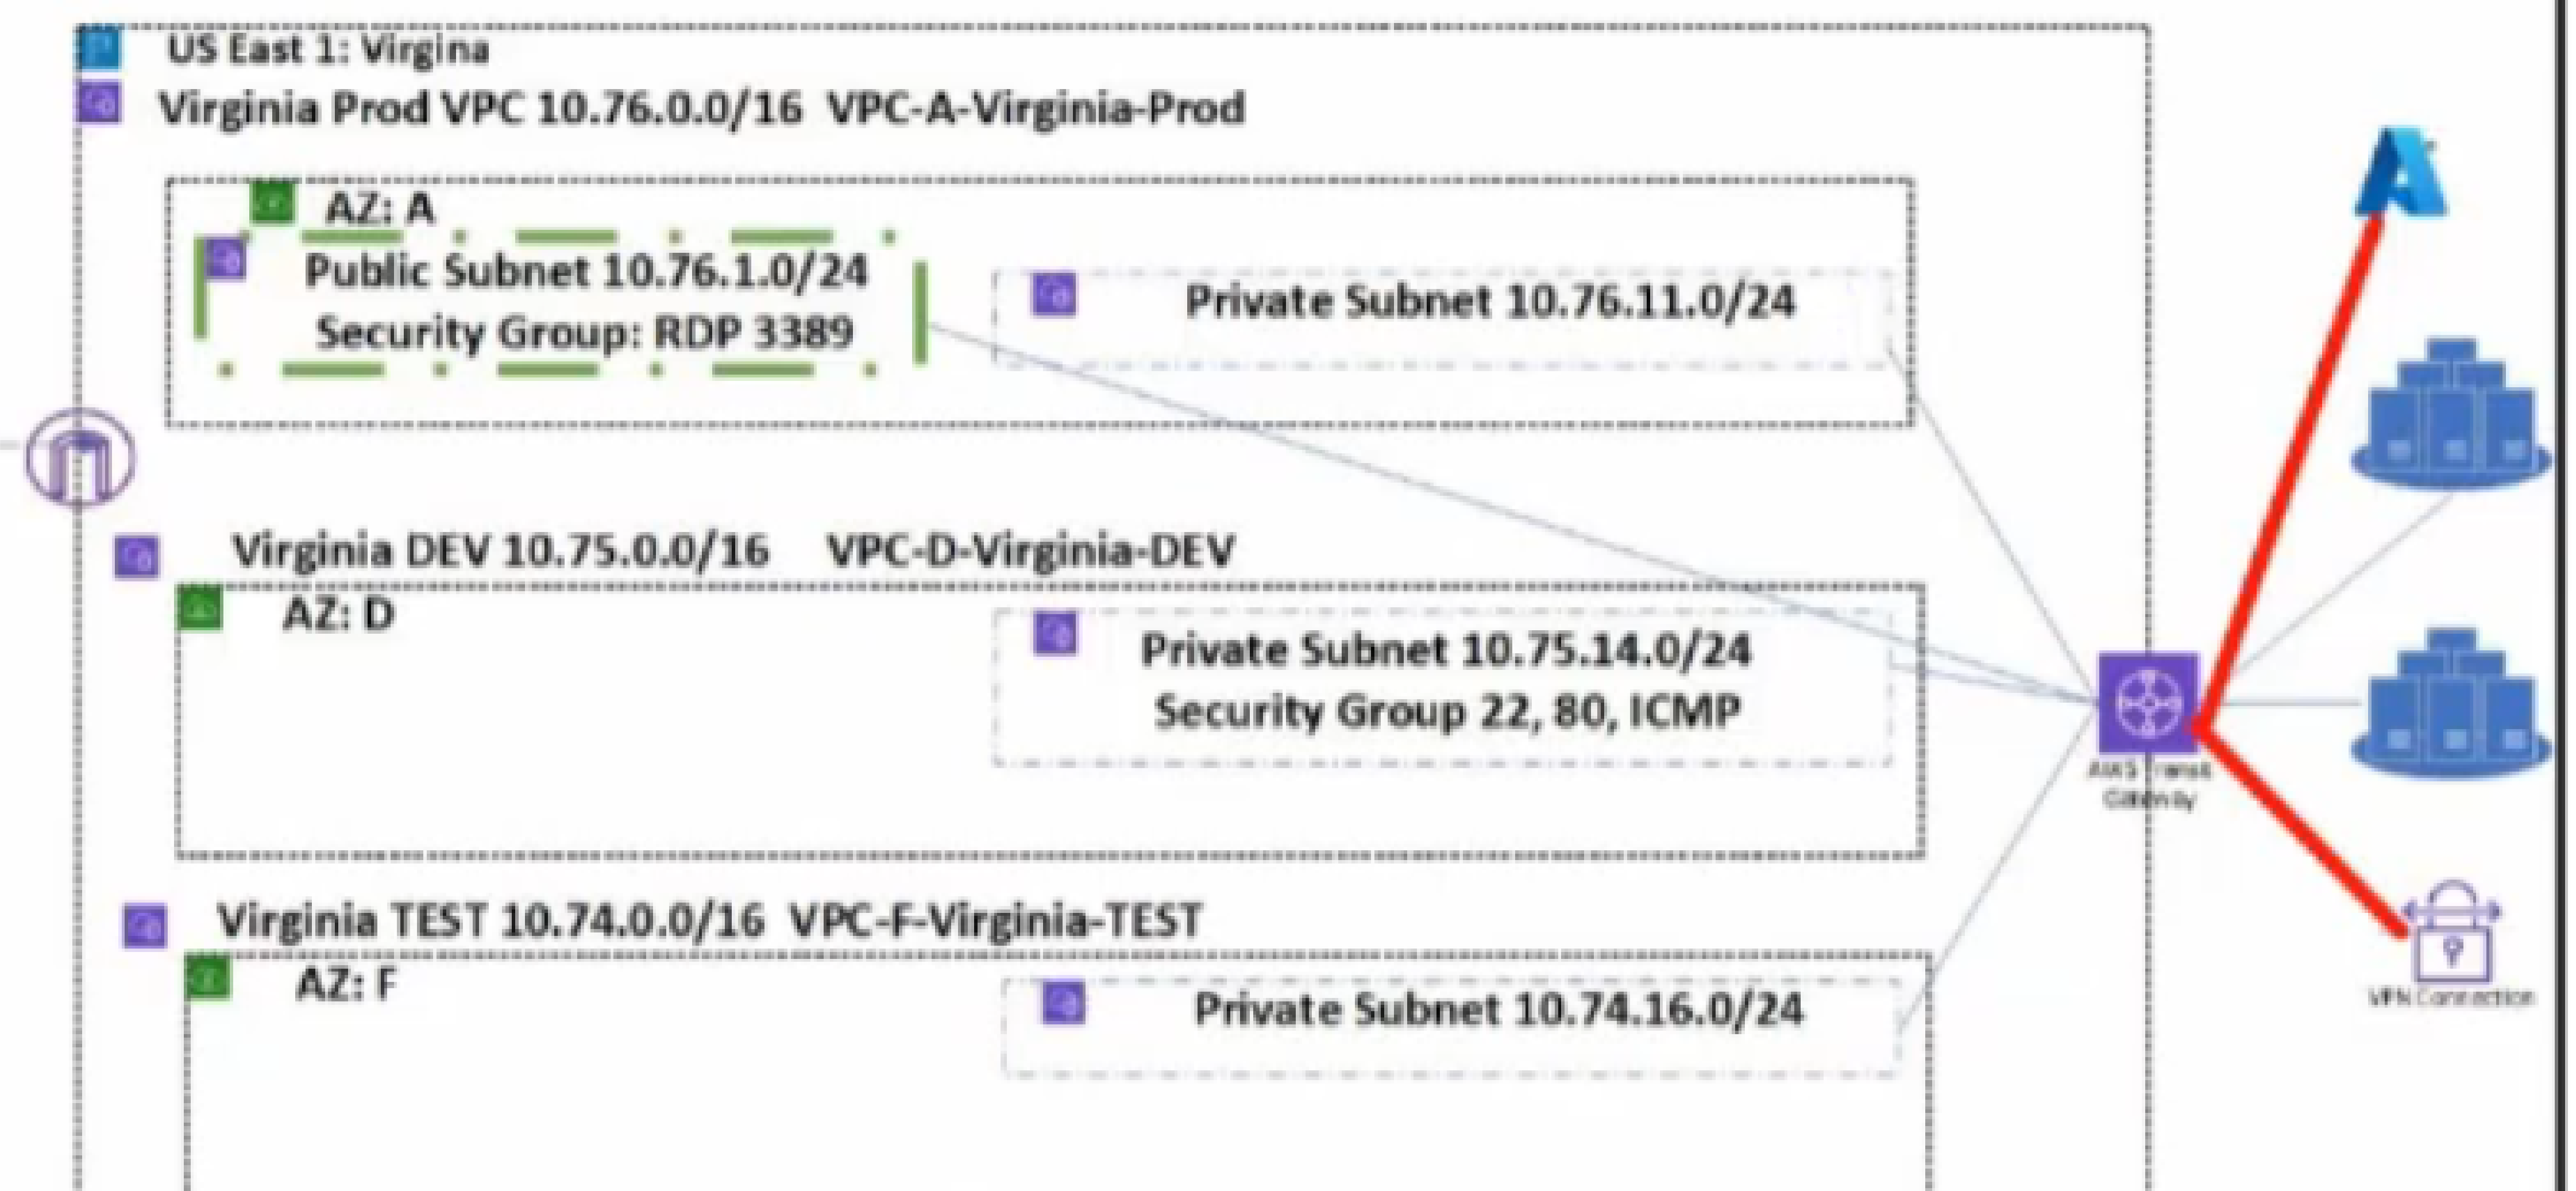 US East 1: Virgina
Virginia Prod VPC 10.76.0.0/16 VPC-A-Virginia-Prod
AZ: A
Public Subnet 10.76.1.0/24
Security Group: RDP 3389
Private Subnet 10.76.11.0/24
Virginia DEV 10.75.0.0/16 VPC-D-Virginia-DEV
AZ: D
Private Subnet 10.75.14.0/24
Security Group 22, 80, ICMP
AWS Transit
Gateway
Virginia TEST 10.74.0.0/16 VPC-F-Virginia-TEST
AZ: F
Private Subnet 10.74.16.0/24
VPN Connection